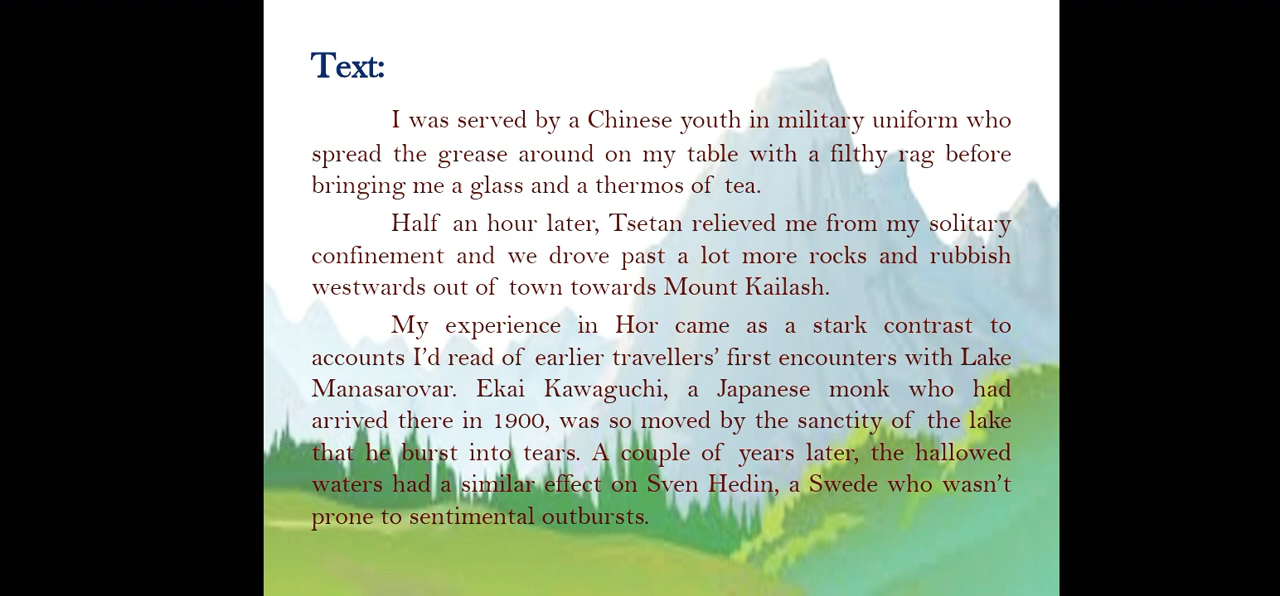 Text:
I was served by a Chinese youth in military uniform who
spread the grease around on my table with a filthy rag before
bringing me a glass and a thermos of tea.
Half an hour later, Tsetan relieved me from my solitary
confinement and we drove past a lot more rocks and rubbish
westwards out of town towards Mount Kailash.
My experience in Hor came as a stark contrast to
accounts I'd read of earlier travellers' first encounters with Lake
Manasarovar. Ekai Kawaguchi, a Japanese monk who had
arrived there in 1900, was so moved by the sanctity of the lake
that he burst into tears. A couple of years later, the hallowed
waters had a similar effect on Sven Hedin, a Swede who wasn't
prone to sentimental outbursts.